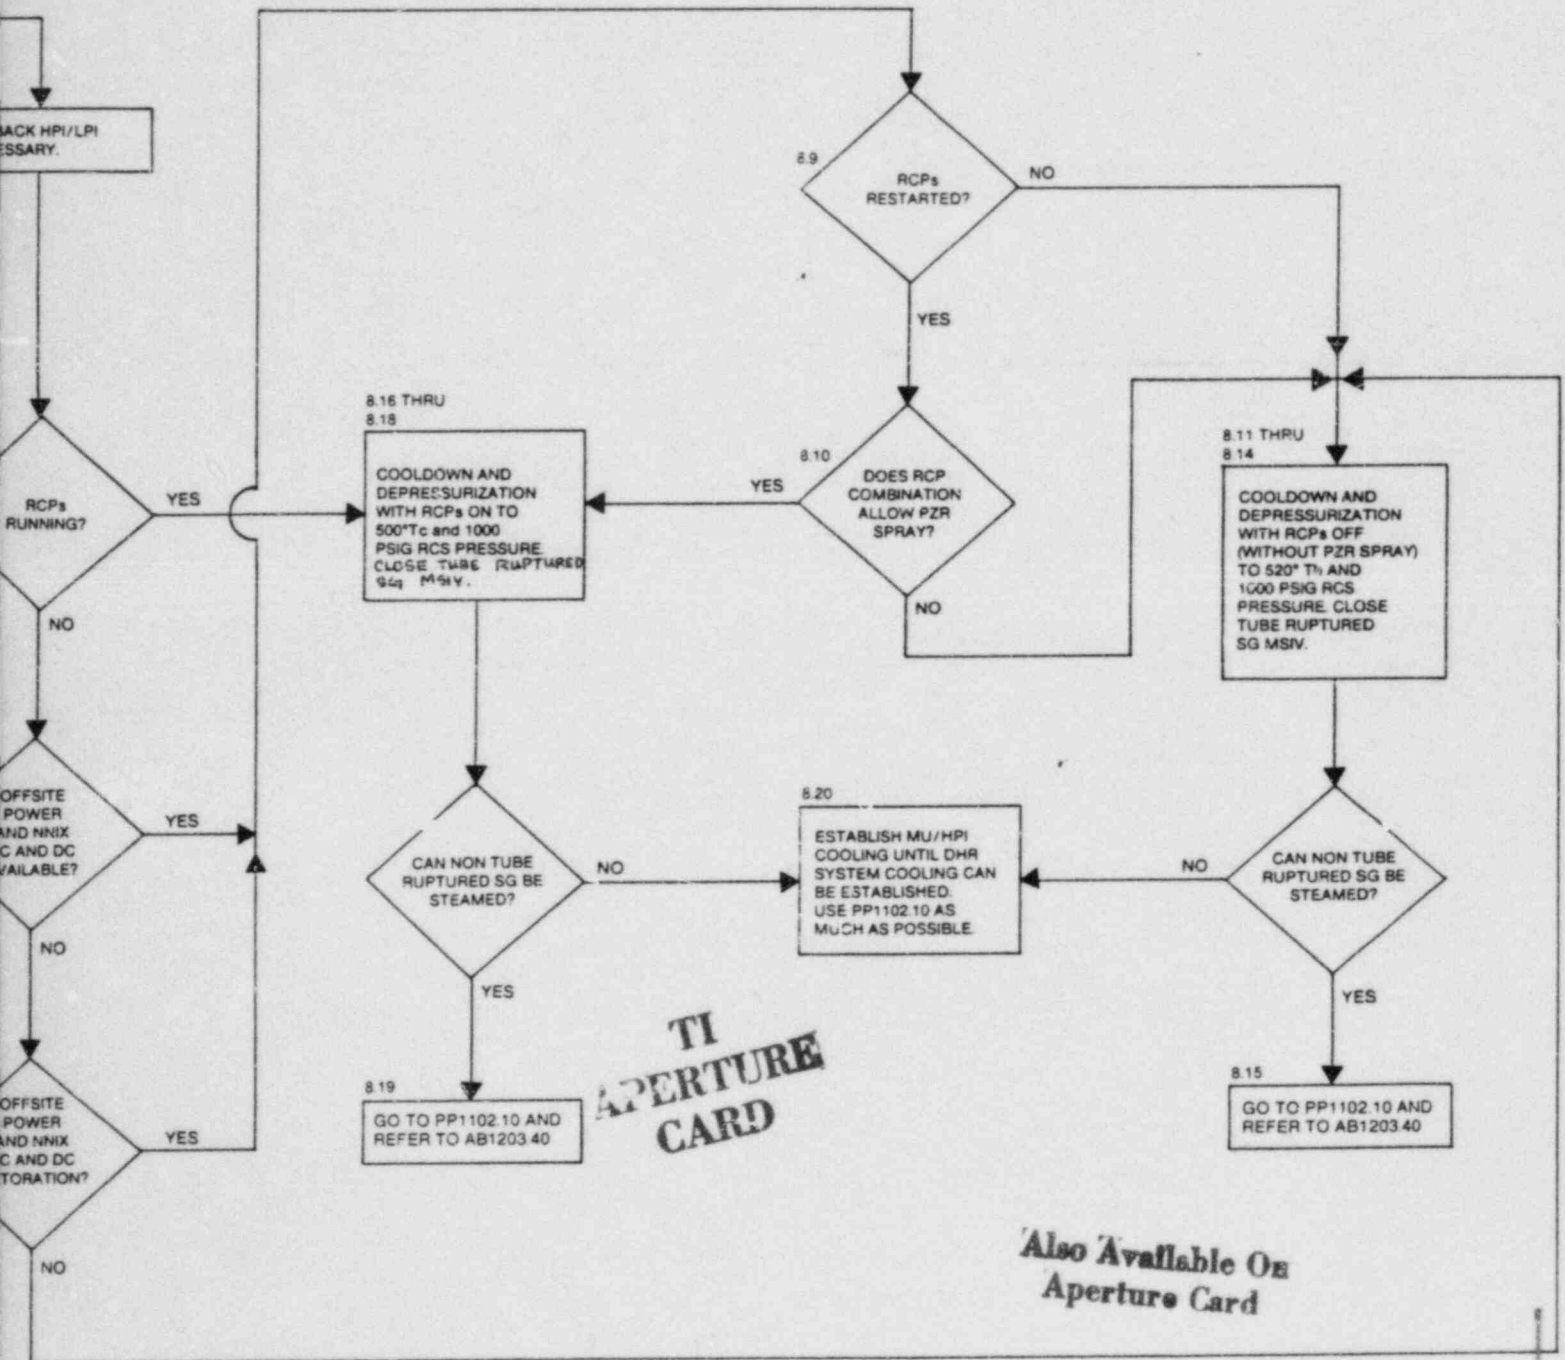 HPI/LPI
RCPs
RUNNING?
YES
NO
OFFSITE
POWER
AND NNIX
AND DC
YES
NO
OFFSITE
POWER
AND NNIX
AND DC
YES
NO
8.16 THRU
8.18
COOLDOWN AND
DEPRESSURIZATION
WITH RCPs ON TO
500°Tc and 1000
PSIG RCS PRESSURE.
CLOSE TUBE RUPTURED
MSIV.
CAN NON TUBE
RUPTURED SG BE
STEAMED?
NO
YES
8.19
GO TO PP1102.10 AND
REFER TO AB1203.40
8.9
RCPs
RESTARTED?
NO
YES
8.10
DOES RCP
COMBINATION
ALLOW PZR
SPRAY?
YES
NO
8.20
ESTABLISH MU/HPI
COOLING UNTIL DHR
SYSTEM COOLING CAN
BE ESTABLISHED.
USE PP1102.10 AS
MUCH AS POSSIBLE.
8.11 THRU
8.14
COOLDOWN AND
DEPRESSURIZATION
WITH RCPs OFF
(WITHOUT PZR SPRAY)
TO 520° Th AND
1000 PSIG RCS
PRESSURE. CLOSE
TUBE RUPTURED
SG MSIV.
CAN NON TUBE
RUPTURED SG BE
STEAMED?
NO
YES
8.15
GO TO PP1102.10 AND
REFER TO AB1203.40
TI
APERTURE
CARD
Also Available On
Aperture Card